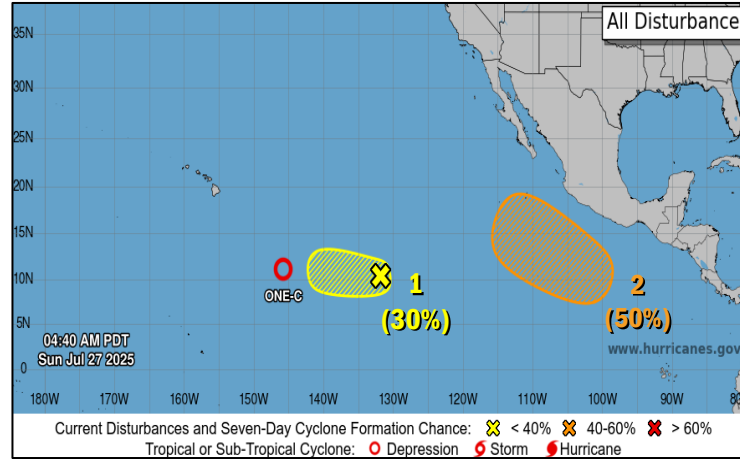 All Disturbance
35N
30N
25N
20N
15N
10N
5N
0
ONE-C
1
(30%)
2
(50%)
04:40 AM PDT
Sun Jul 27 2025
www.hurricanes.gov
180W 170W 160W 150W 140W 130W 120W 110W 100W 90W 80
Current Disturbances and Seven-Day Cyclone Formation Chance: < 40% 40-60% > 60%
Tropical or Sub-Tropical Cyclone: Depression Storm Hurricane